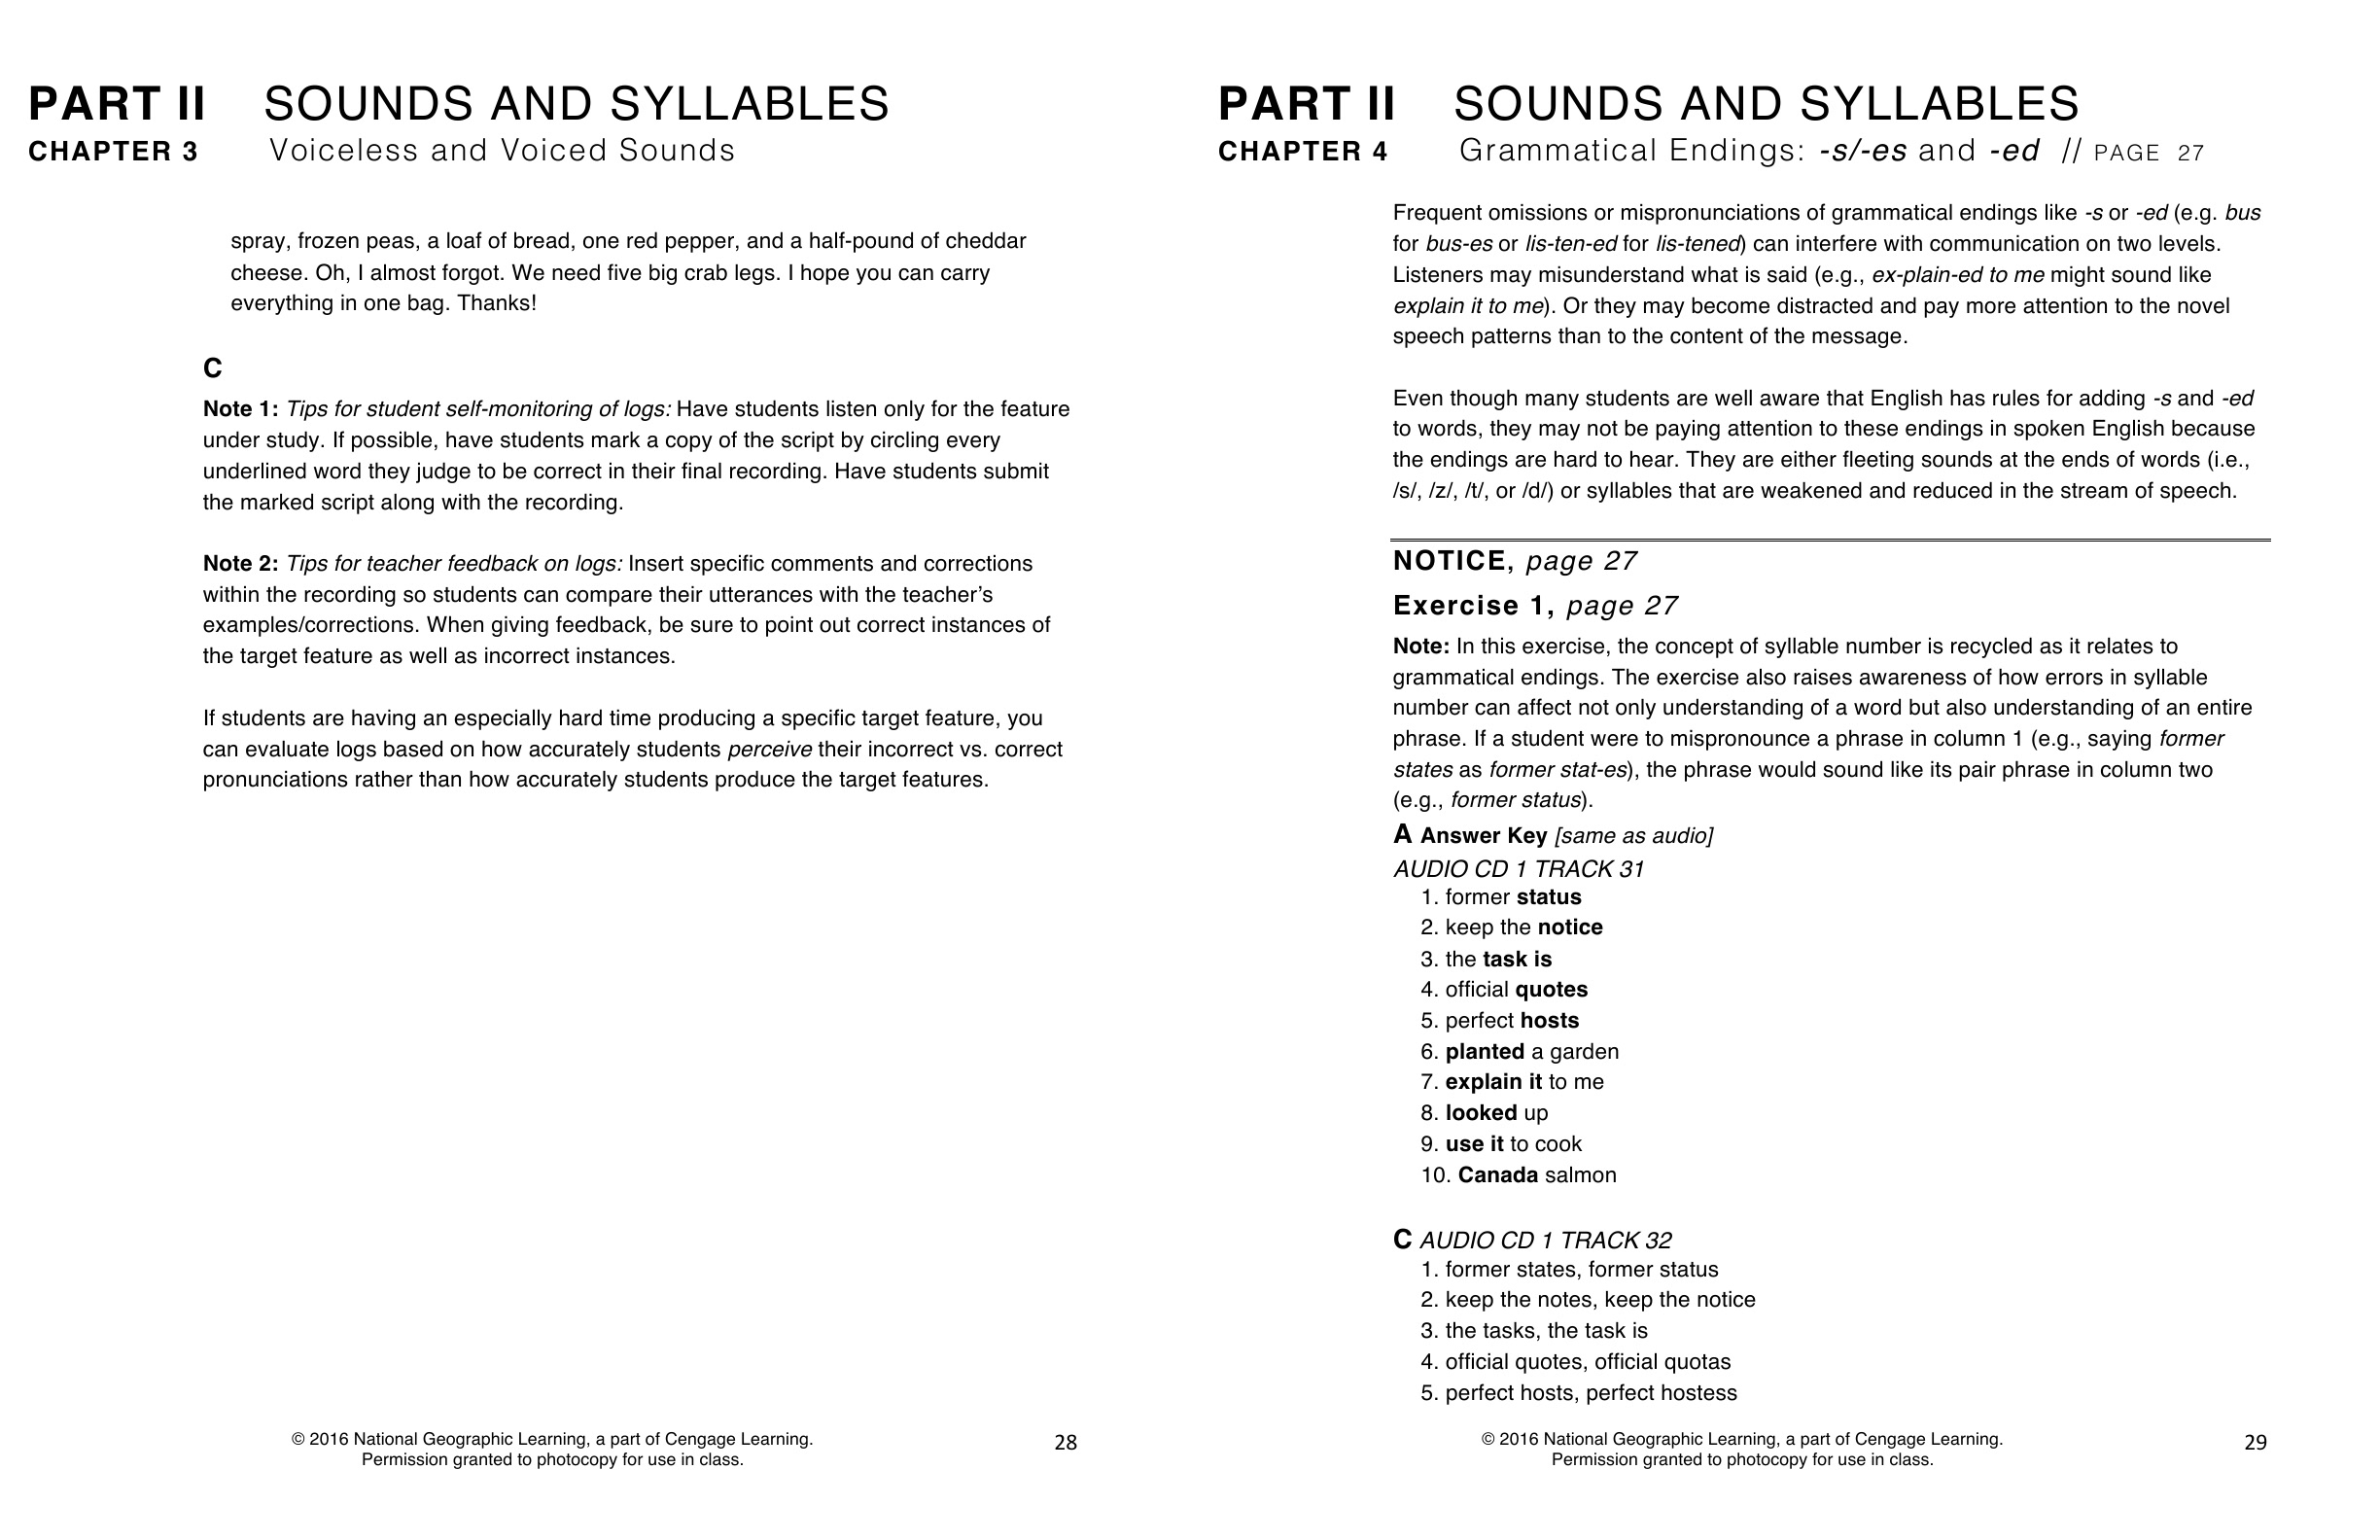 PART II SOUNDS AND SYLLABLES
CHAPTER 3 Voiceless and Voiced Sounds
spray, frozen peas, a loaf of bread, one red pepper, and a half-pound of cheddar
cheese. Oh, I almost forgot. We need five big crab legs. I hope you can carry
everything in one bag. Thanks!
C
Note 1: Tips for student self-monitoring of logs: Have students listen only for the feature
under study. If possible, have students mark a copy of the script by circling every
underlined word they judge to be correct in their final recording. Have students submit
the marked script along with the recording.
Note 2: Tips for teacher feedback on logs: Insert specific comments and corrections
within the recording so students can compare their utterances with the teacher’s
examples/corrections. When giving feedback, be sure to point out correct instances of
the target feature as well as incorrect instances.
If students are having an especially hard time producing a specific target feature, you
can evaluate logs based on how accurately students perceive their incorrect vs. correct
pronunciations rather than how accurately students produce the target features.
© 2016 National Geographic Learning, a part of Cengage Learning.
Permission granted to photocopy for use in class.
28
PART II SOUNDS AND SYLLABLES
CHAPTER 4 Grammatical Endings: -s/-es and -ed // PAGE 27
Frequent omissions or mispronunciations of grammatical endings like -s or -ed (e.g. bus
for bus-es or lis-ten-ed for lis-tened) can interfere with communication on two levels.
Listeners may misunderstand what is said (e.g., ex-plain-ed to me might sound like
explain it to me). Or they may become distracted and pay more attention to the novel
speech patterns than to the content of the message.
Even though many students are well aware that English has rules for adding -s and -ed
to words, they may not be paying attention to these endings in spoken English because
the endings are hard to hear. They are either fleeting sounds at the ends of words (i.e.,
/s/, /z/, /t/, or /d/) or syllables that are weakened and reduced in the stream of speech.
NOTICE, page 27
Exercise 1, page 27
Note: In this exercise, the concept of syllable number is recycled as it relates to
grammatical endings. The exercise also raises awareness of how errors in syllable
number can affect not only understanding of a word but also understanding of an entire
phrase. If a student were to mispronounce a phrase in column 1 (e.g., saying former
states as former stat-es), the phrase would sound like its pair phrase in column two
(e.g., former status).
A Answer Key [same as audio]
AUDIO CD 1 TRACK 31
1. former status
2. keep the notice
3. the task is
4. official quotes
5. perfect hosts
6. planted a garden
7. explain it to me
8. looked up
9. use it to cook
10. Canada salmon
C AUDIO CD 1 TRACK 32
1. former states, former status
2. keep the notes, keep the notice
3. the tasks, the task is
4. official quotes, official quotas
5. perfect hosts, perfect hostess
© 2016 National Geographic Learning, a part of Cengage Learning.
Permission granted to photocopy for use in class.
29